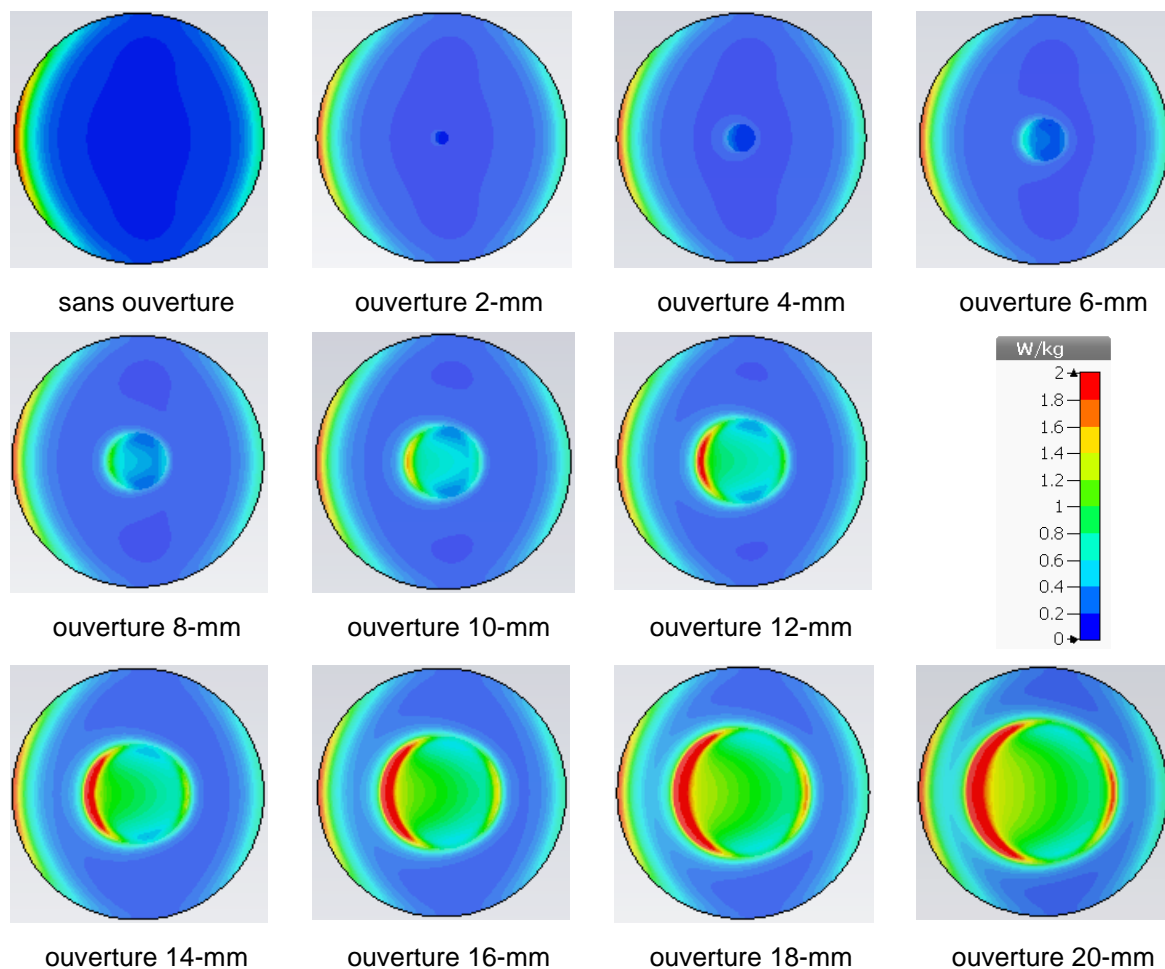 sans ouverture
ouverture 2-mm
ouverture 4-mm
ouverture 6-mm
ouverture 8-mm
ouverture 10-mm
ouverture 12-mm
W/kg
2
1.8
1.6
1.4
1.2
1
0.8
0.6
0.4
0.2
0
ouverture 14-mm
ouverture 16-mm
ouverture 18-mm
ouverture 20-mm